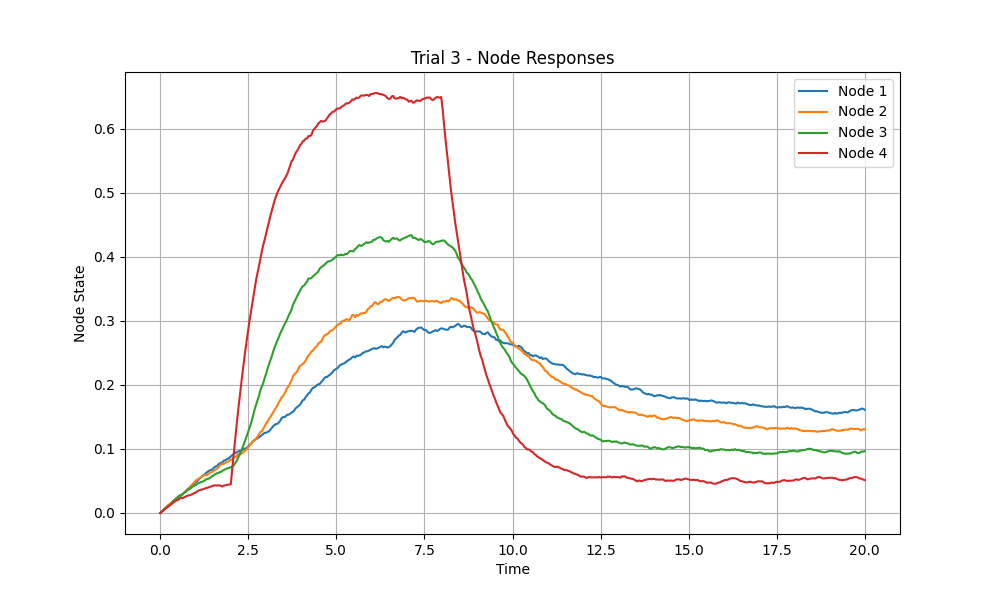 Trial 3 - Node Responses
Node 1
Node 2
Node 3
Node 4
Node State
0.6
0.5
0.4
0.3
0.2
0.1
0.0
0.0 2.5 5.0 7.5 10.0 12.5 15.0 17.5 20.0
Time